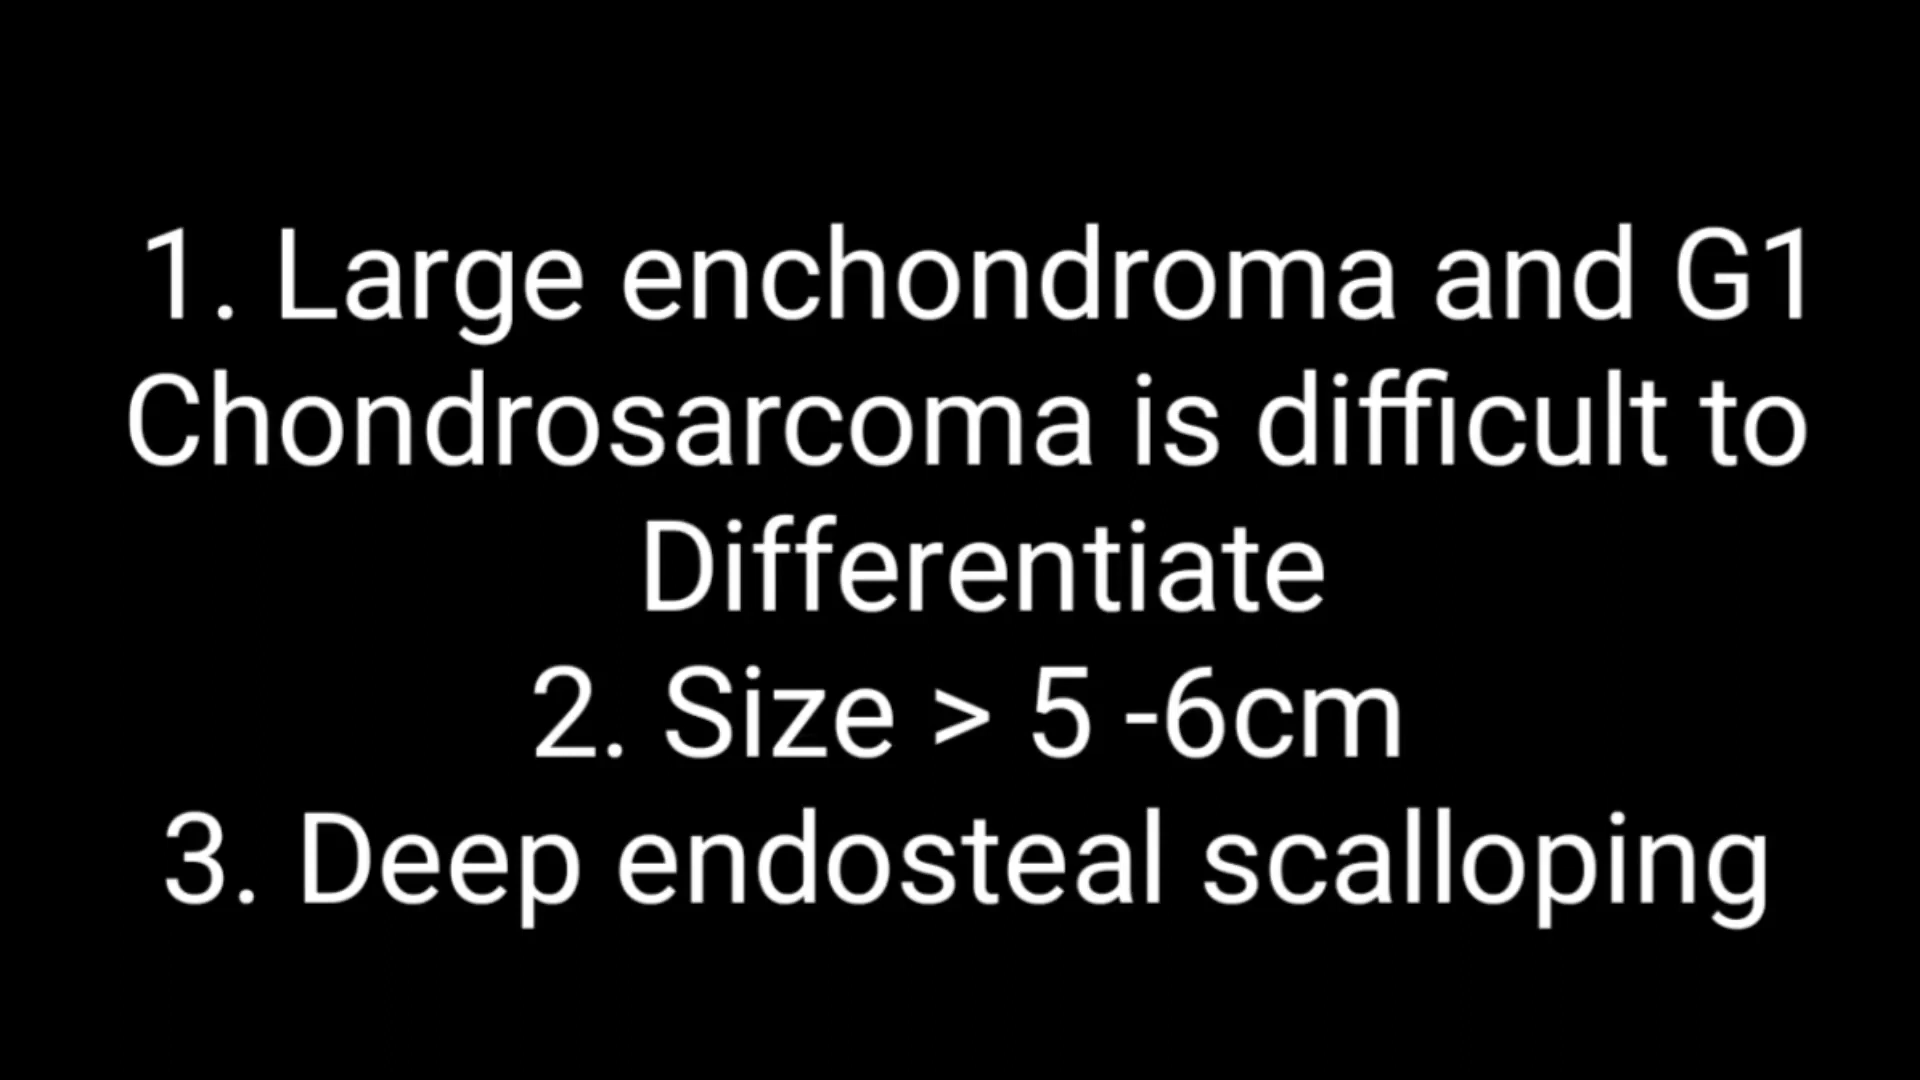 1. Large enchondroma and G1
Chondrosarcoma is difficult to
Differentiate
2. Size > 5 -6cm
3. Deep endosteal scalloping